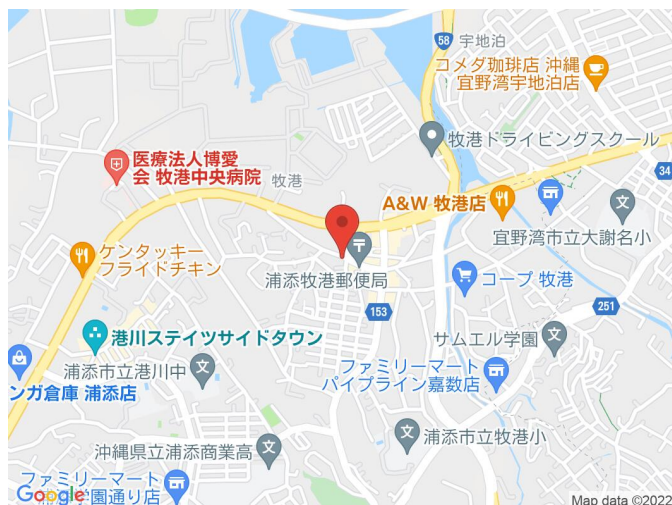 58
宇地泊
コメダ珈琲店 沖縄
宜野湾宇地泊店
牧港ドライビングスクール
医療法人博愛
会 牧港中央病院
牧港
34
A&W 牧港店
宜野湾市立大謝名小
ケンタッキー
フライドチキン
浦添牧港郵便局
コープ 牧港
153
251
港川ステイツサイドタウン
サムエル学園
浦添市立港川中
ファミリーマート
パイプライン嘉数店
ンガ倉庫 浦添店
浦添市立牧港小
沖縄県立浦添商業高
ファミリーマート
学園通り店
Google
Map data ©2022